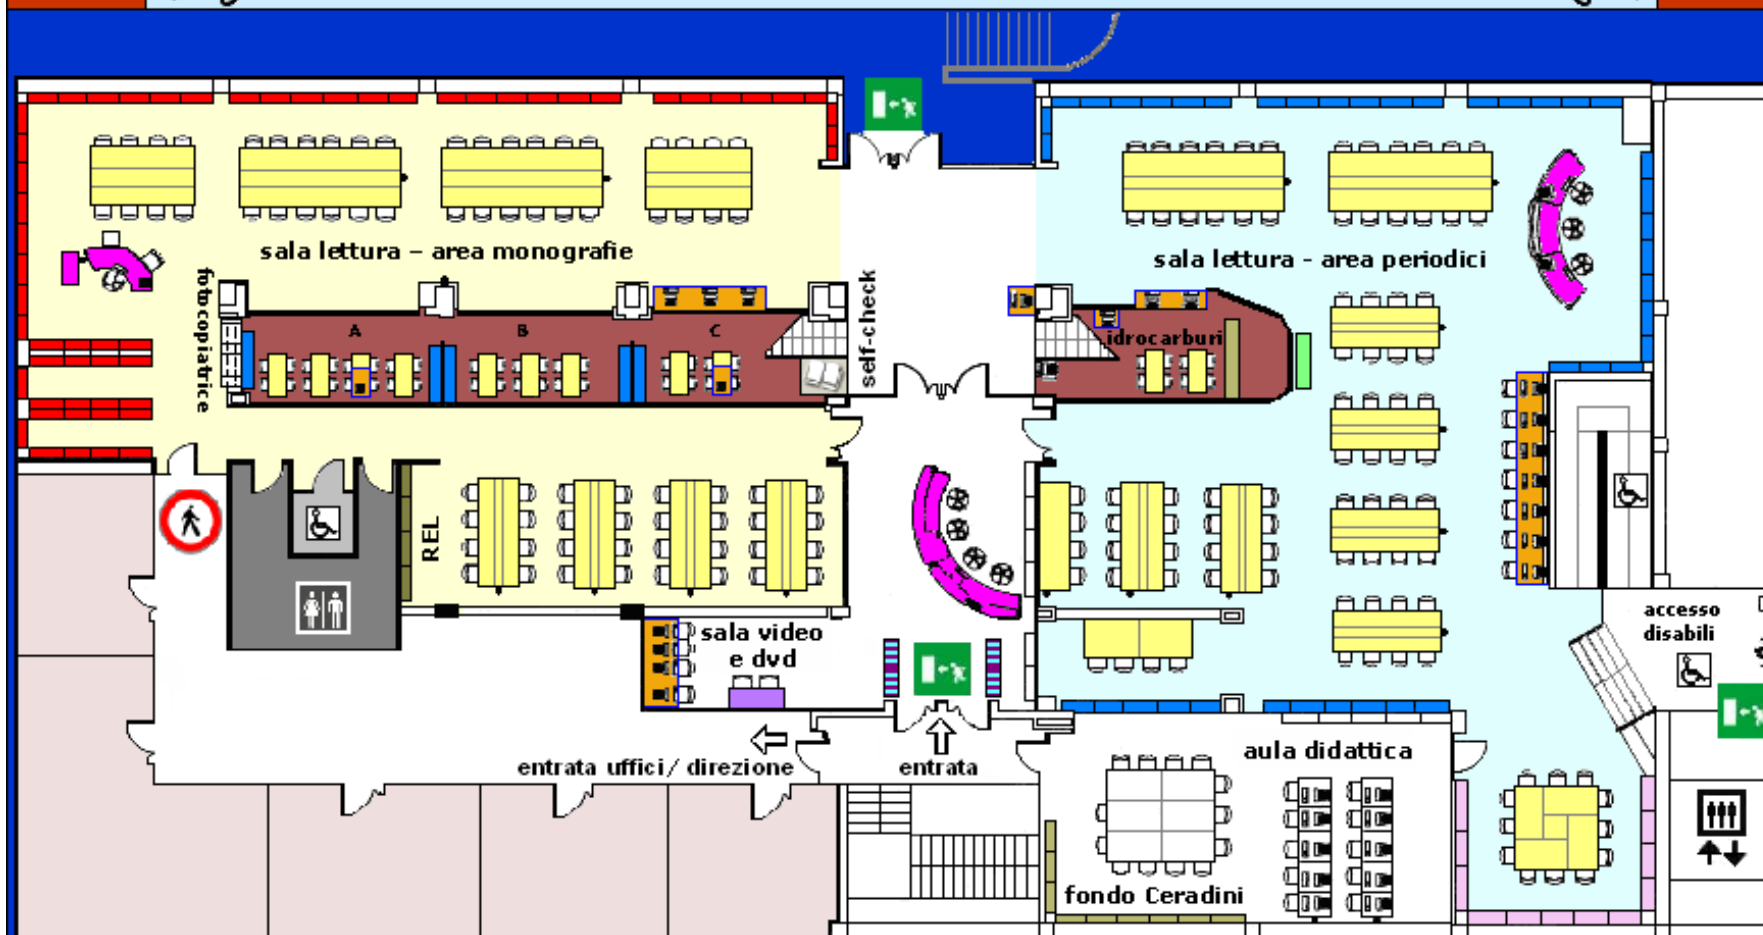 sala lettura – area monografie
sala lettura - area periodici
fotocopiatrice
A
B
C
self-check
idrocarburi
REL
sala video
e dvd
accesso
disabili
entrata uffici/ direzione
entrata
aula didattica
fondo Ceradini